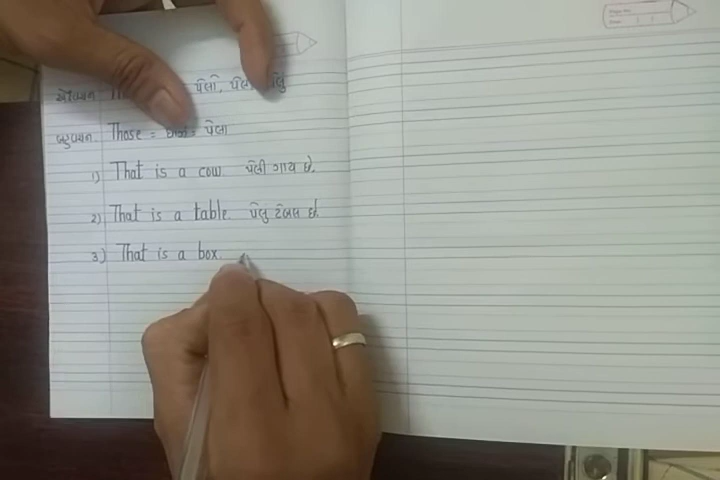 એકવચન પેલો, પેલી, પેલુ
બહુવચન Those = પેલા
1) That is a cow. પેલી ગાય છે.
2) That is a table. પેલુ ટેબલ છે.
3) That is a box.